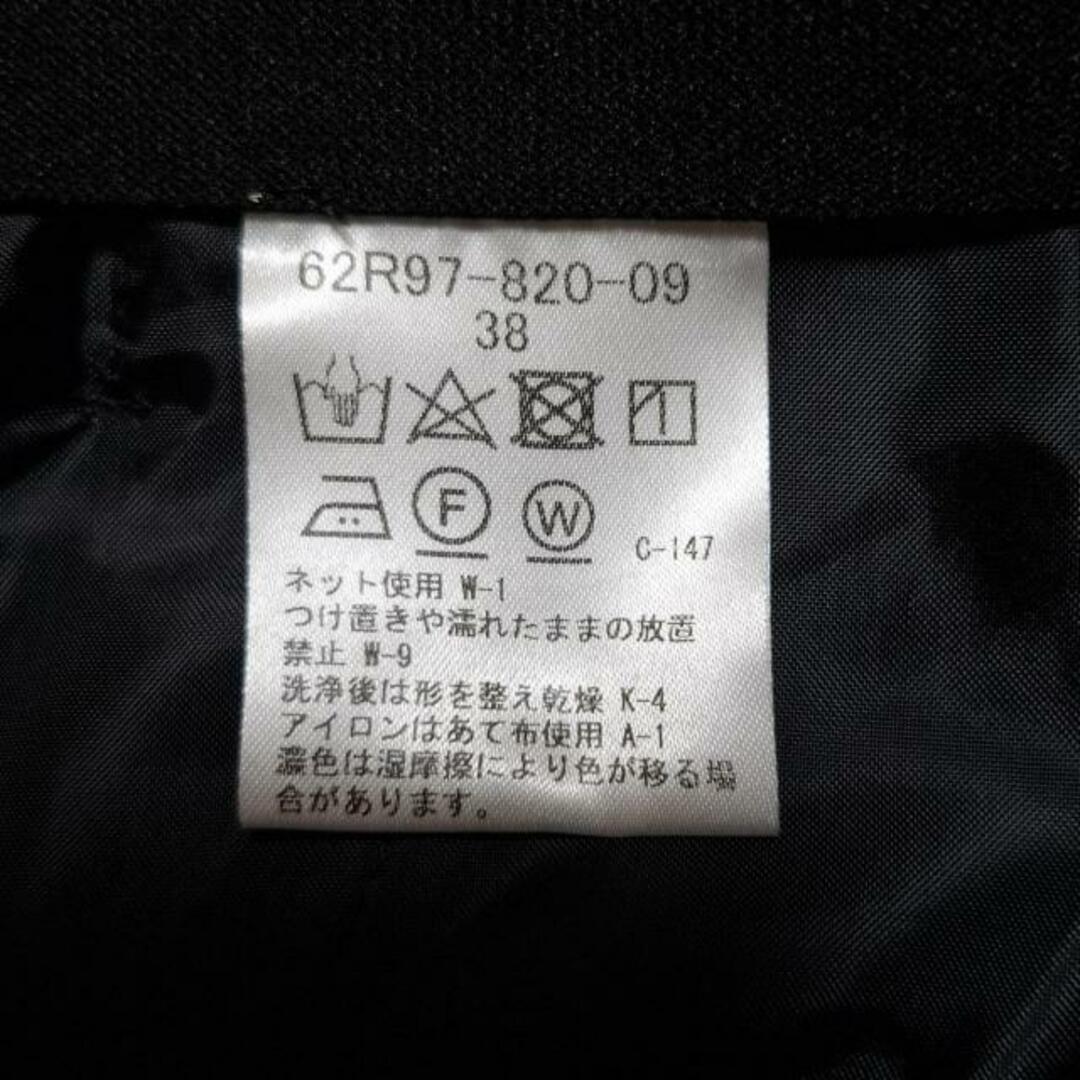 62R97-820-09
38
F
W
C-147
ネット使用 W-1
つけ置きや濡れたままの放置
禁止 W-9
洗浄後は形を整え乾燥 K-4
アイロンはあて布使用 A-1
濃色は湿摩擦により色が移る場
合があります。